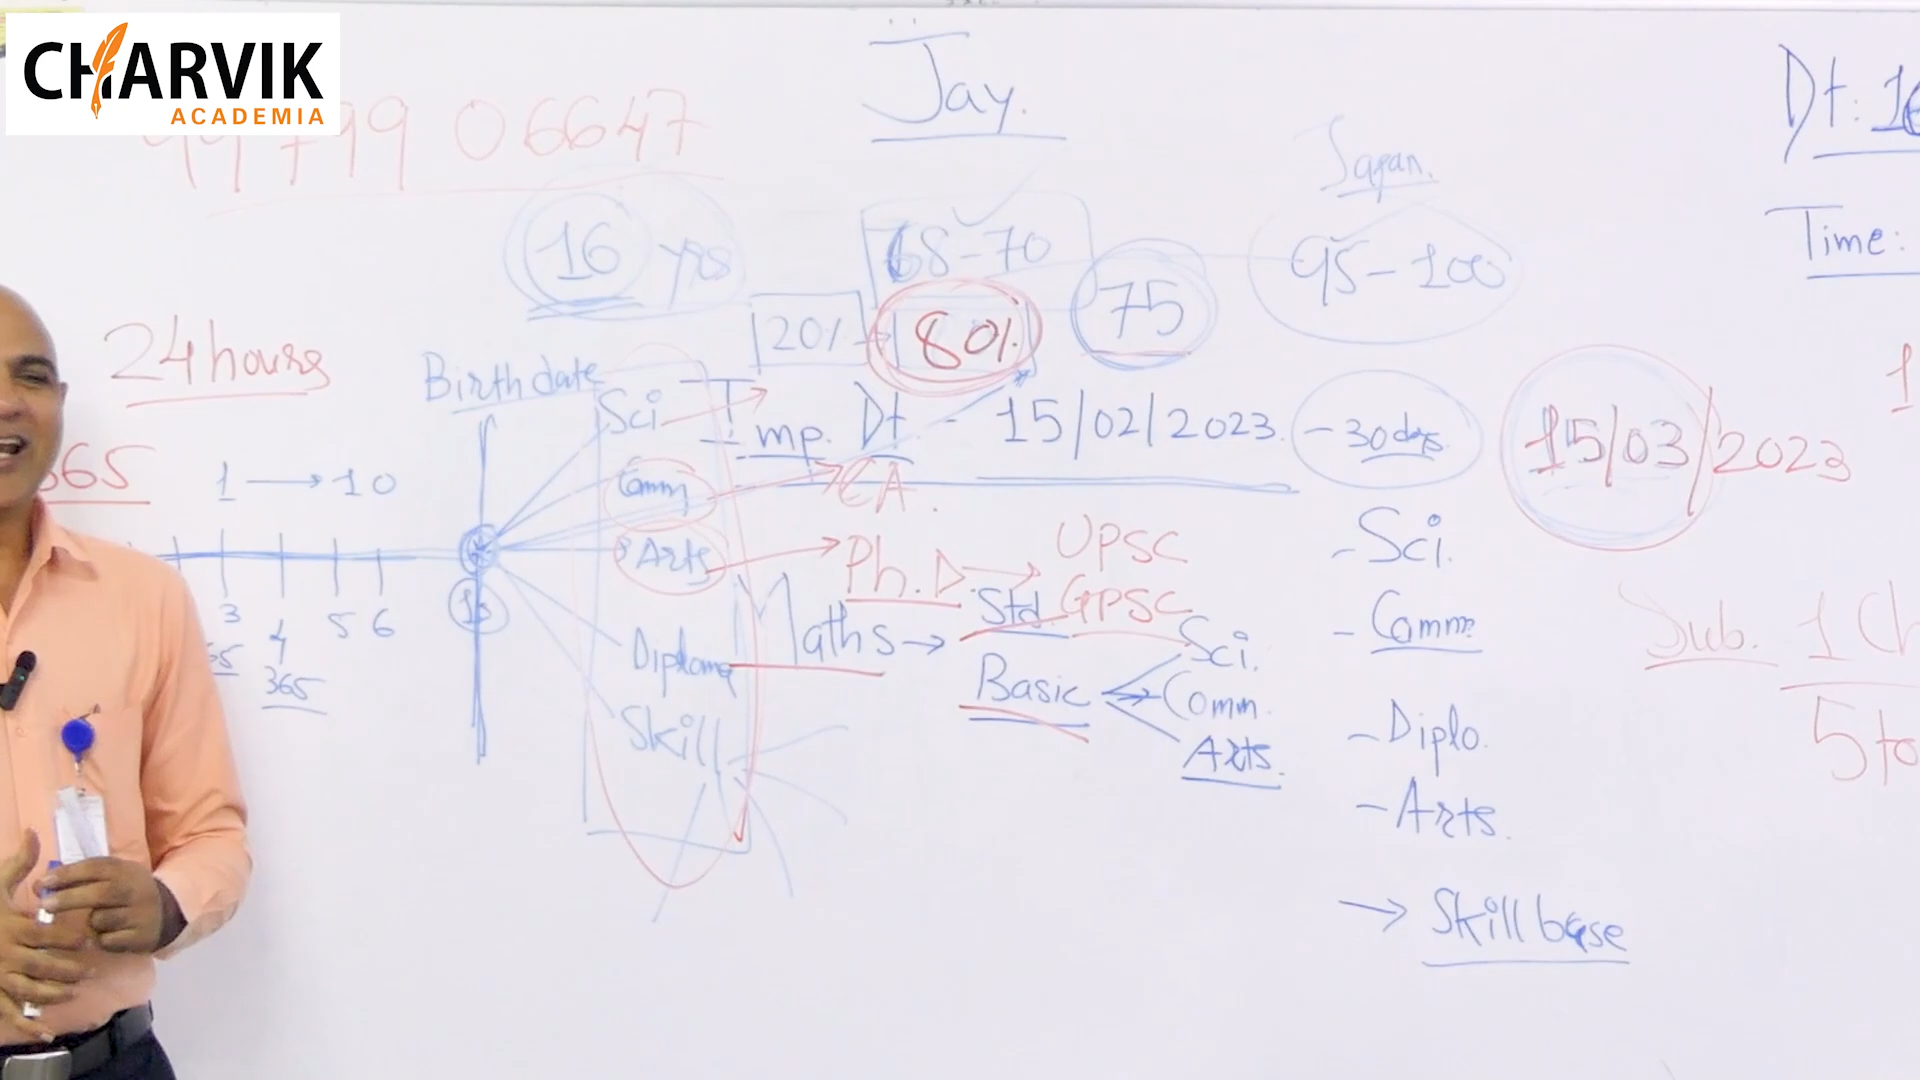 CHARVIK
ACADEMIA
99799 06647
Jay.
Dt: 16
Japan.
Time:
16 yrs
68-70
95-100
20%
80%
75
24 hours
Birth date
Sci
Imp. Dt. - 15/02/2023
-30 days
15/03/2023
365
1 → 10
Comm
CA.
Arts
Ph.D → UPSC
GPSC
- Sci.
3 4 5 6
365
Diploma
Maths → Std.
Basic
Sci.
Comm.
Arts.
- Comm.
Sub. 1 Ch
5 to
Skill
- Diplo.
- Arts.
→ Skill base